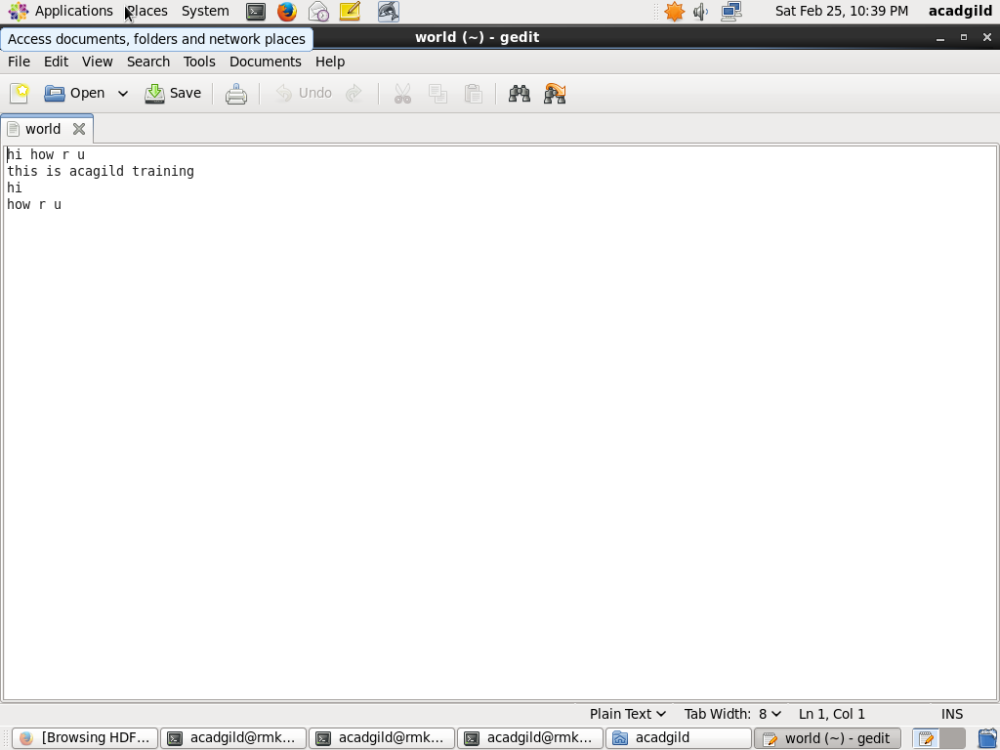 Applications Places System Sat Feb 25, 10:39 PM acadgild
Access documents, folders and network places
world (~) - gedit
File Edit View Search Tools Documents Help
Open Save Undo
world
hi how r u
this is acagild training
hi
how r u
Plain Text Tab Width: 8 Ln 1, Col 1 INS
[Browsing HDF... acadgild@rmk... acadgild@rmk... acadgild@rmk... acadgild world (~) - gedit